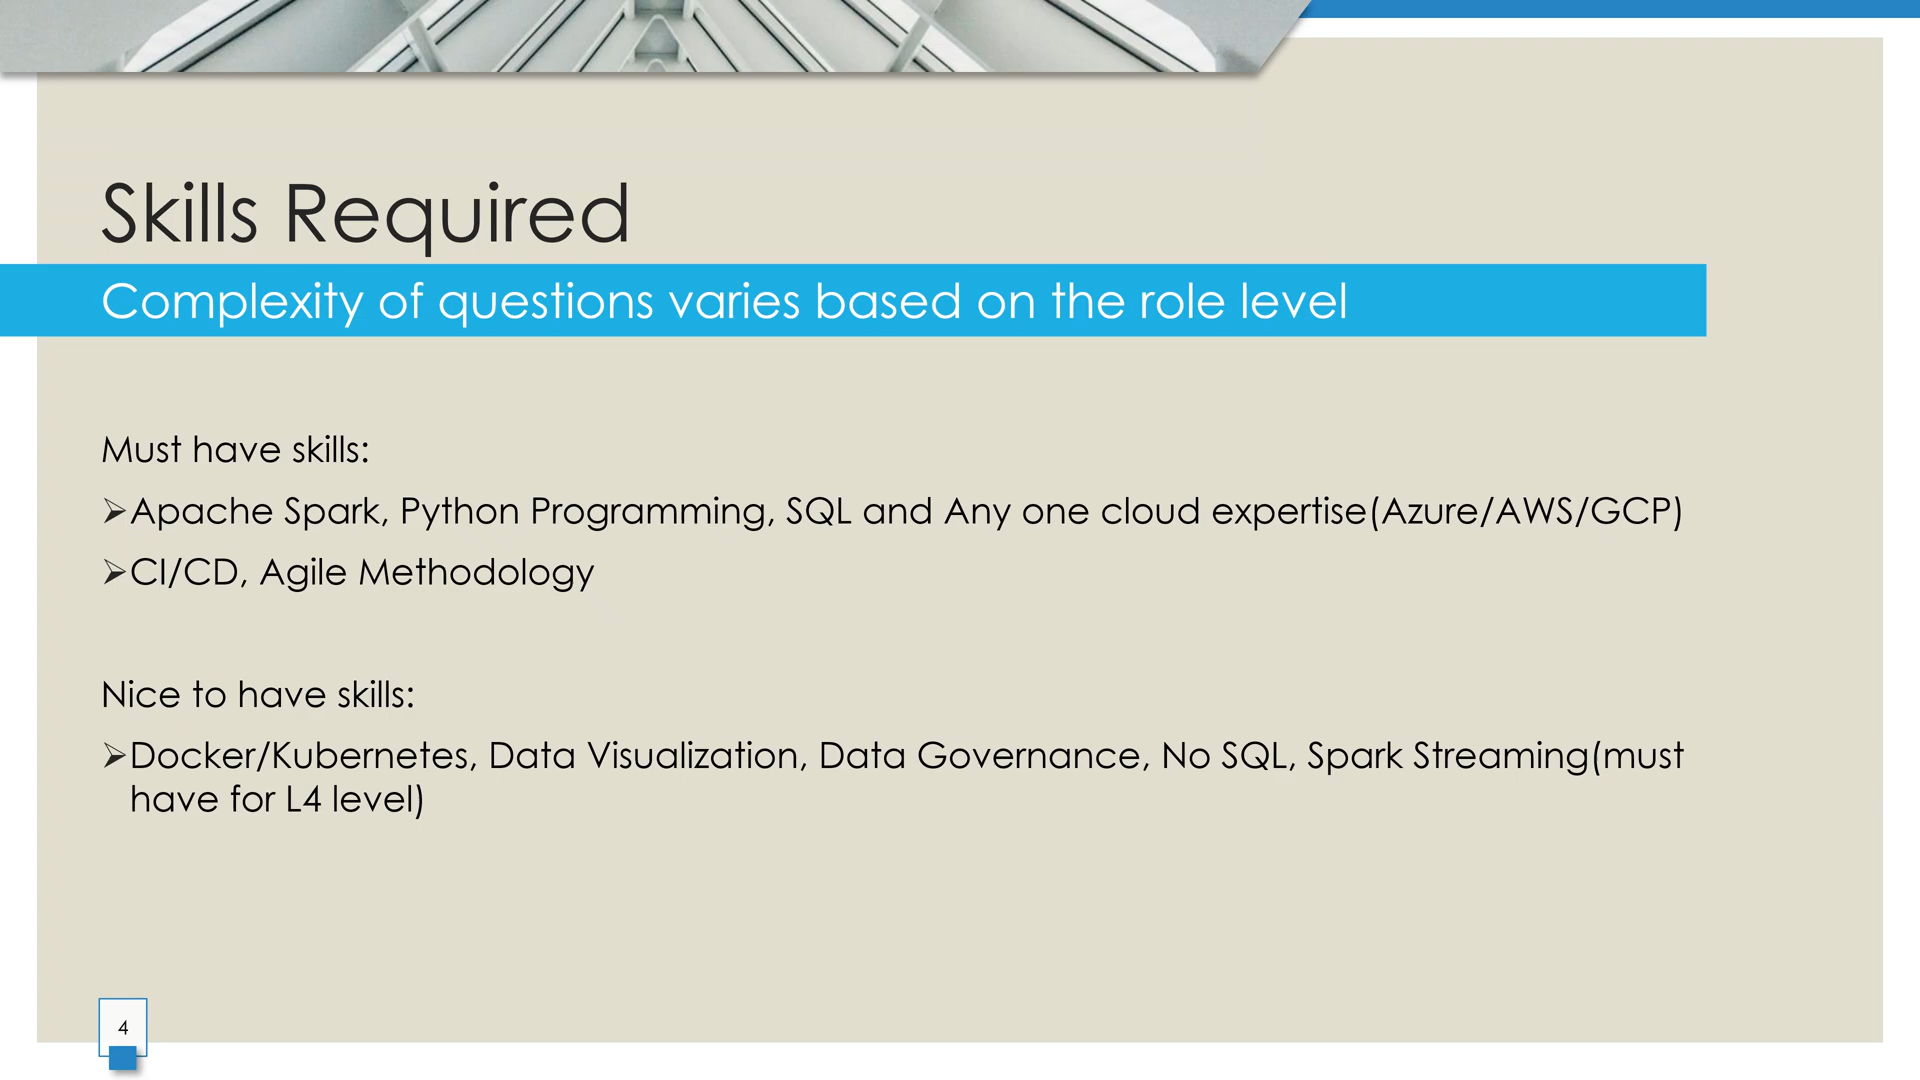 Skills Required
Complexity of questions varies based on the role level
Must have skills:
➢Apache Spark, Python Programming, SQL and Any one cloud expertise(Azure/AWS/GCP)
➢CI/CD, Agile Methodology
Nice to have skills:
➢Docker/Kubernetes, Data Visualization, Data Governance, No SQL, Spark Streaming(must
have for L4 level)
4